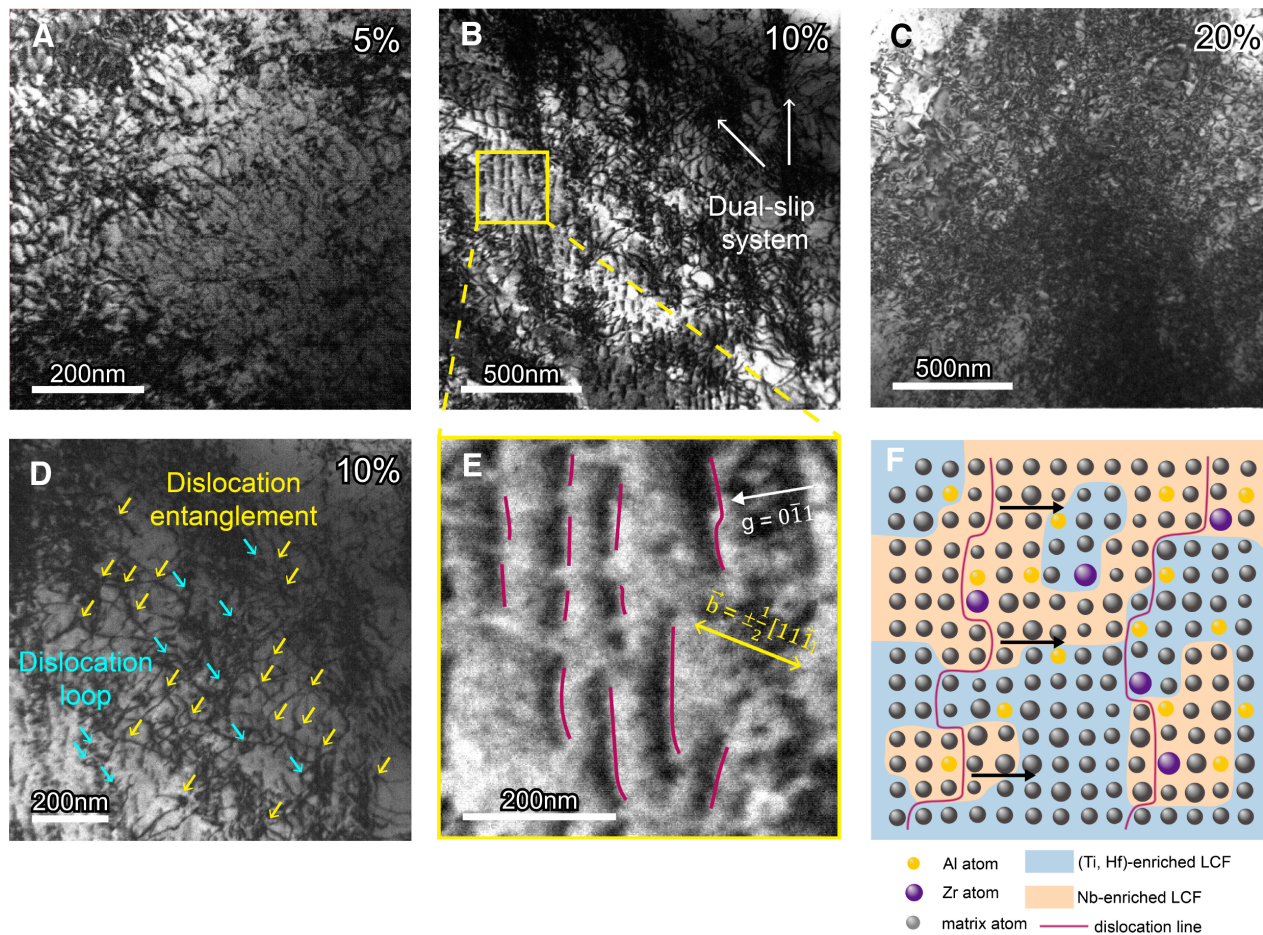 A
5%
200nm
B
10%
Dual-slip
system
500nm
C
20%
500nm
D
10%
Dislocation
entanglement
Dislocation
loop
200nm
E
g = 01̄1
b⃗ = ±1/2[111̄]
200nm
F
Al atom
(Ti, Hf)-enriched LCF
Zr atom
Nb-enriched LCF
matrix atom
dislocation line